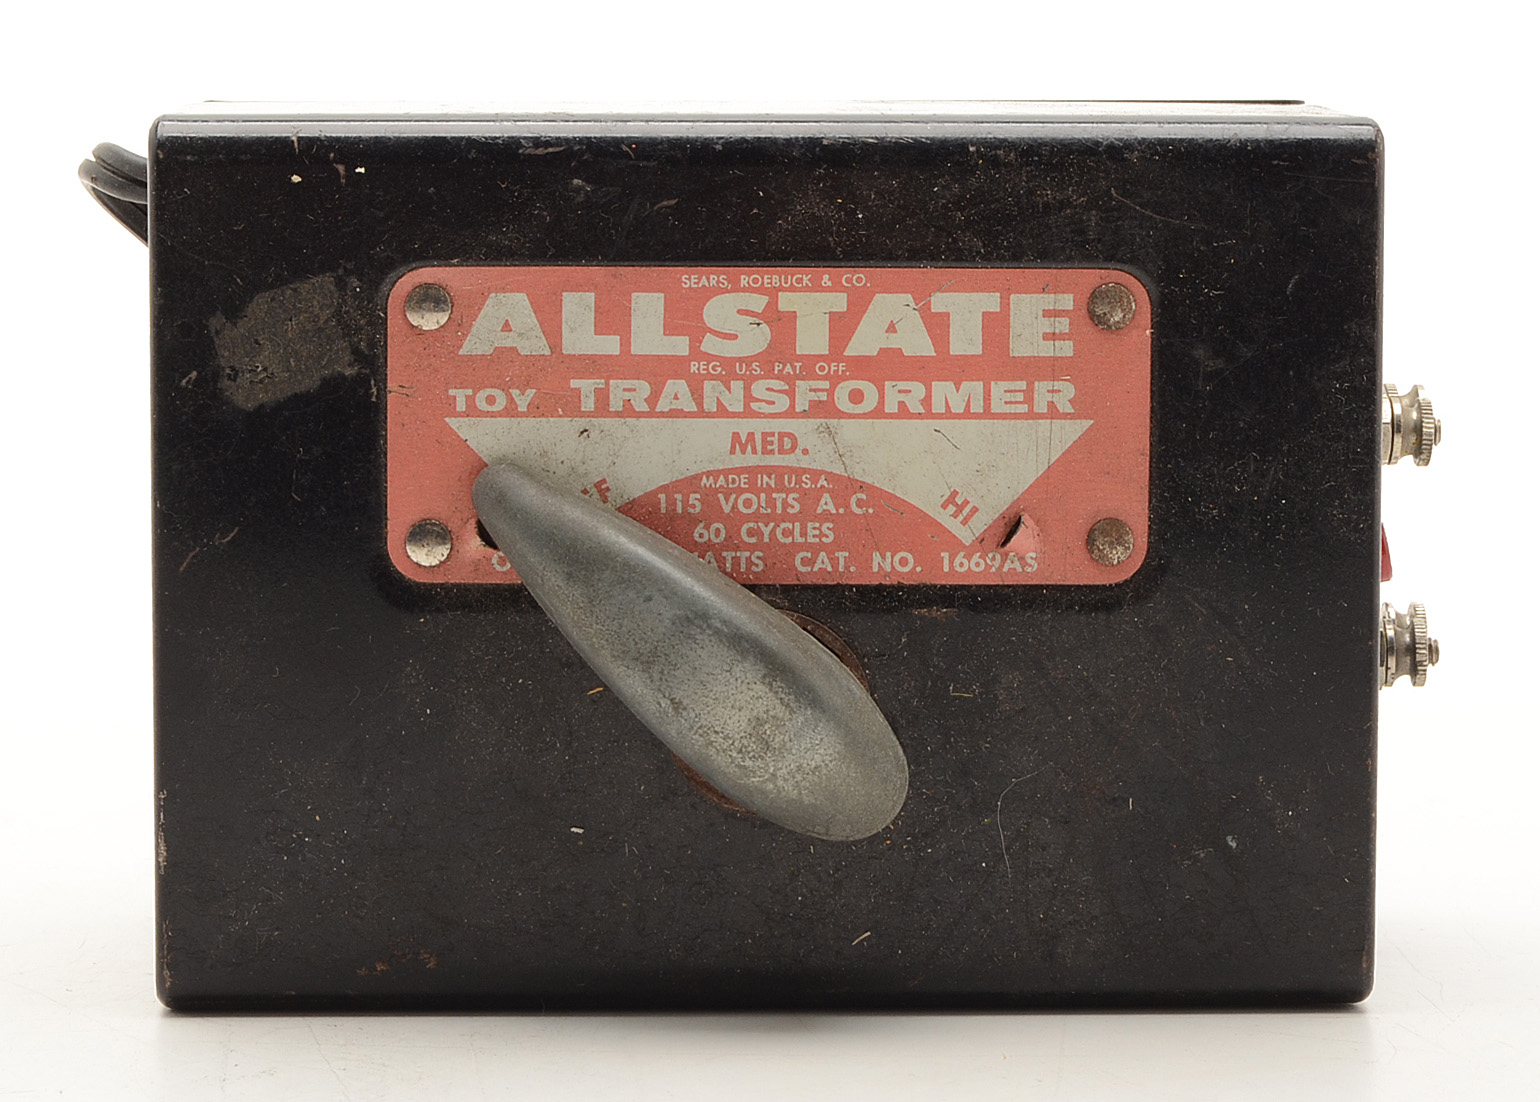 SEARS, ROEBUCK & CO.
ALLSTATE
REG. U.S. PAT. OFF.
TOY TRANSFORMER
MED.
HI
MADE IN U.S.A.
115 VOLTS A.C.
60 CYCLES
CAT. NO. 1669AS